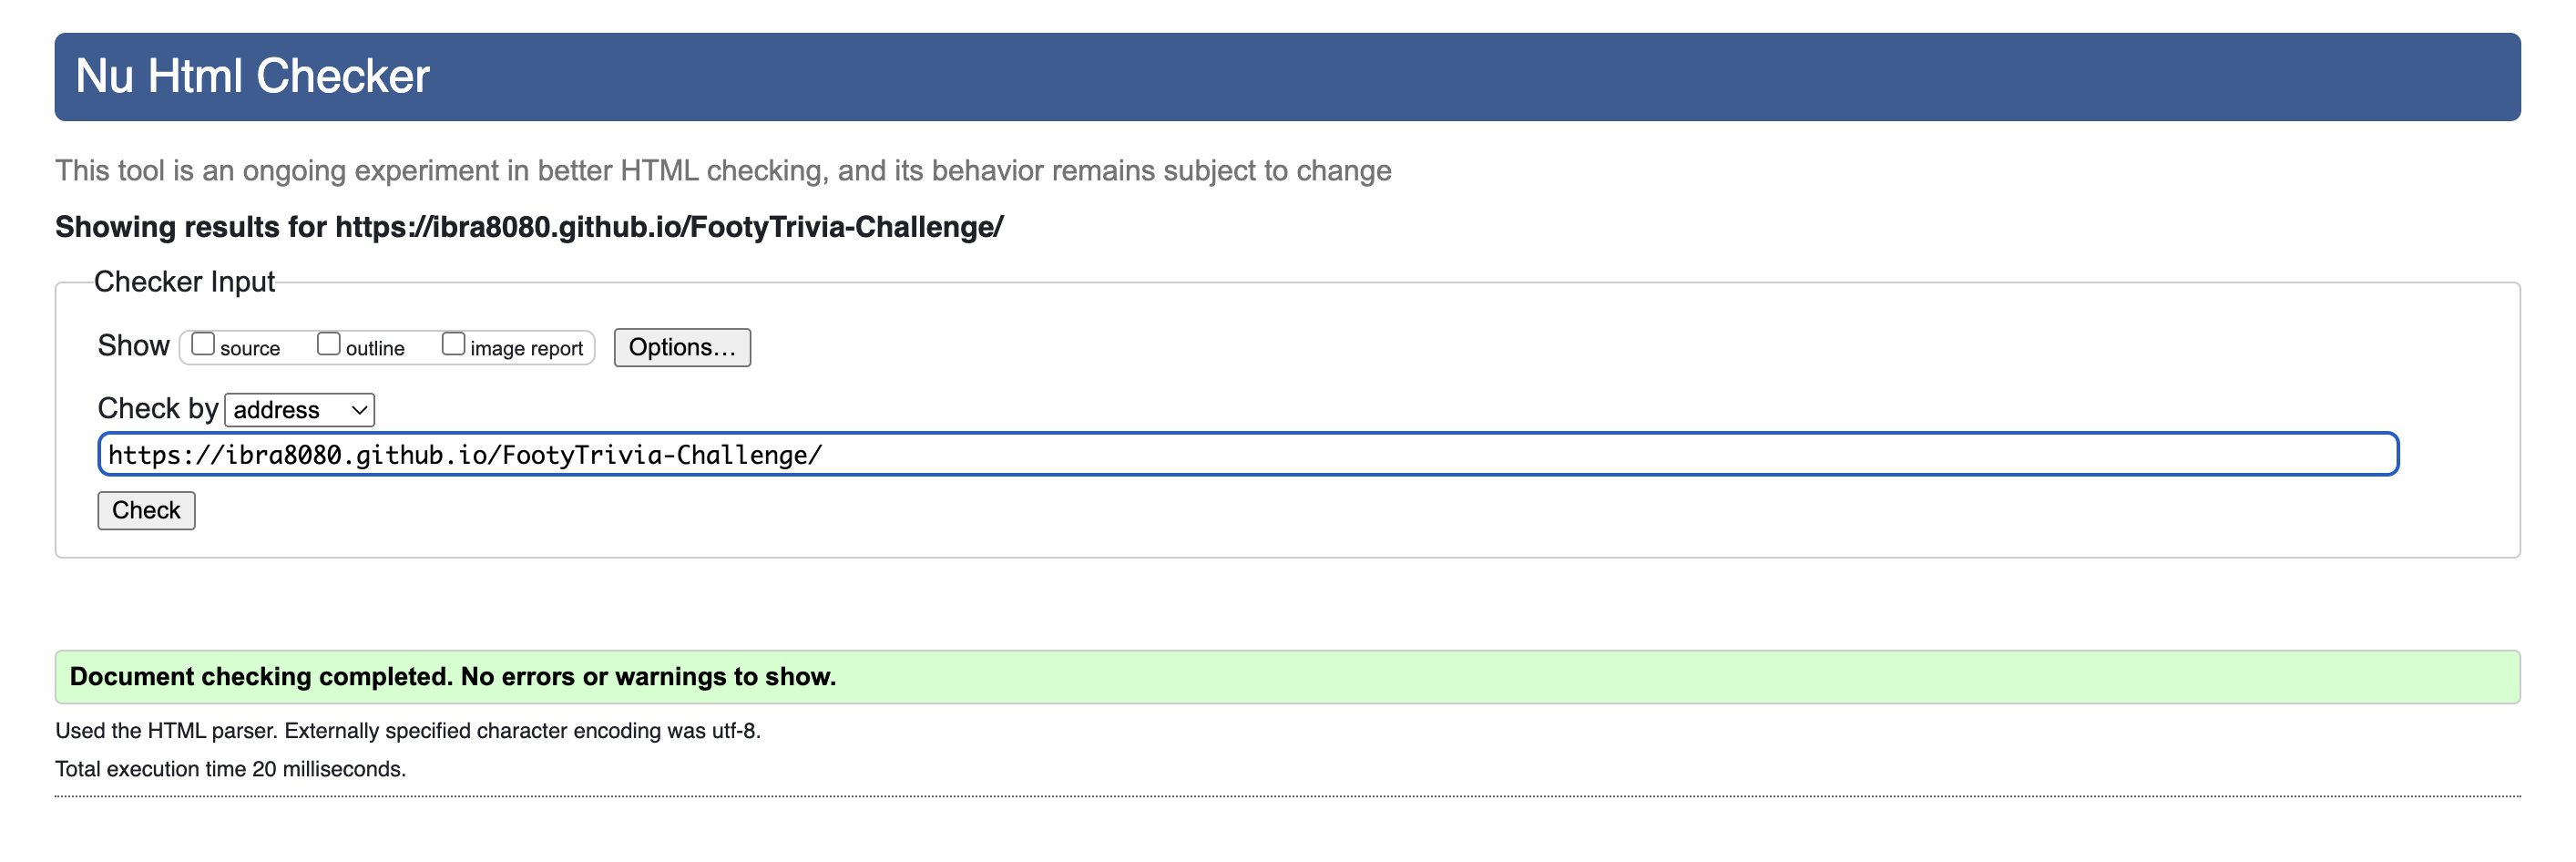 Nu Html Checker
This tool is an ongoing experiment in better HTML checking, and its behavior remains subject to change
Showing results for https://ibra8080.github.io/FootyTrivia-Challenge/
Checker Input
Show source outline image report Options...
Check by address
https://ibra8080.github.io/FootyTrivia-Challenge/
Check
Document checking completed. No errors or warnings to show.
Used the HTML parser. Externally specified character encoding was utf-8.
Total execution time 20 milliseconds.